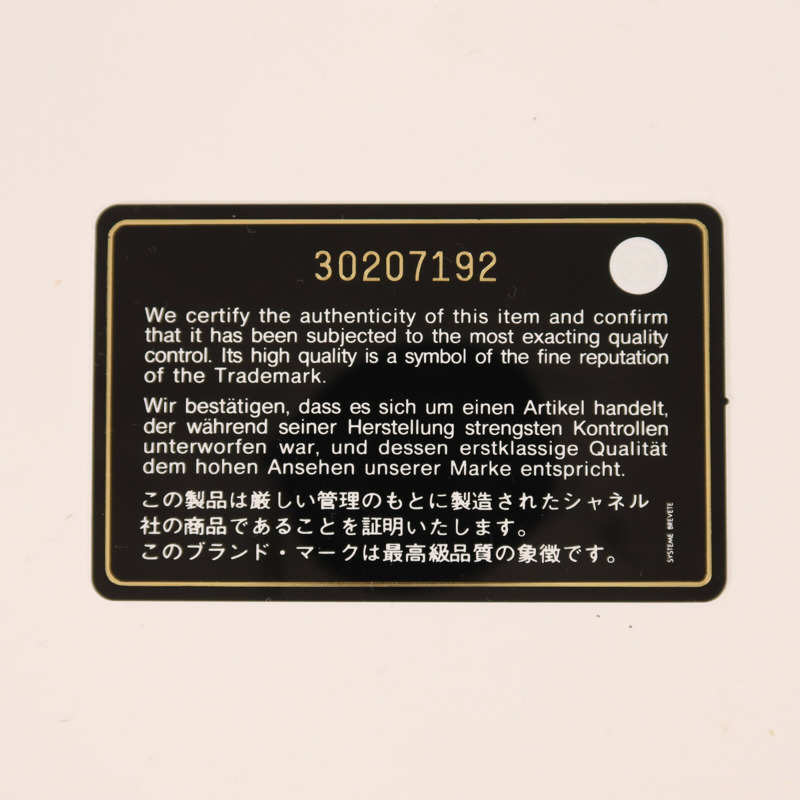 30207192
We certify the authenticity of this item and confirm
that it has been subjected to the most exacting quality
control. Its high quality is a symbol of the fine reputation
of the Trademark.
Wir bestätigen, dass es sich um einen Artikel handelt,
der während seiner Herstellung strengsten Kontrollen
unterworfen war, und dessen erstklassige Qualität
dem hohen Ansehen unserer Marke entspricht.
この製品は厳しい管理のもとに製造されたシャネル
社の商品であることを証明いたします。
このブランド・マークは最高級品質の象徴です。
SYSTEME BREVETE